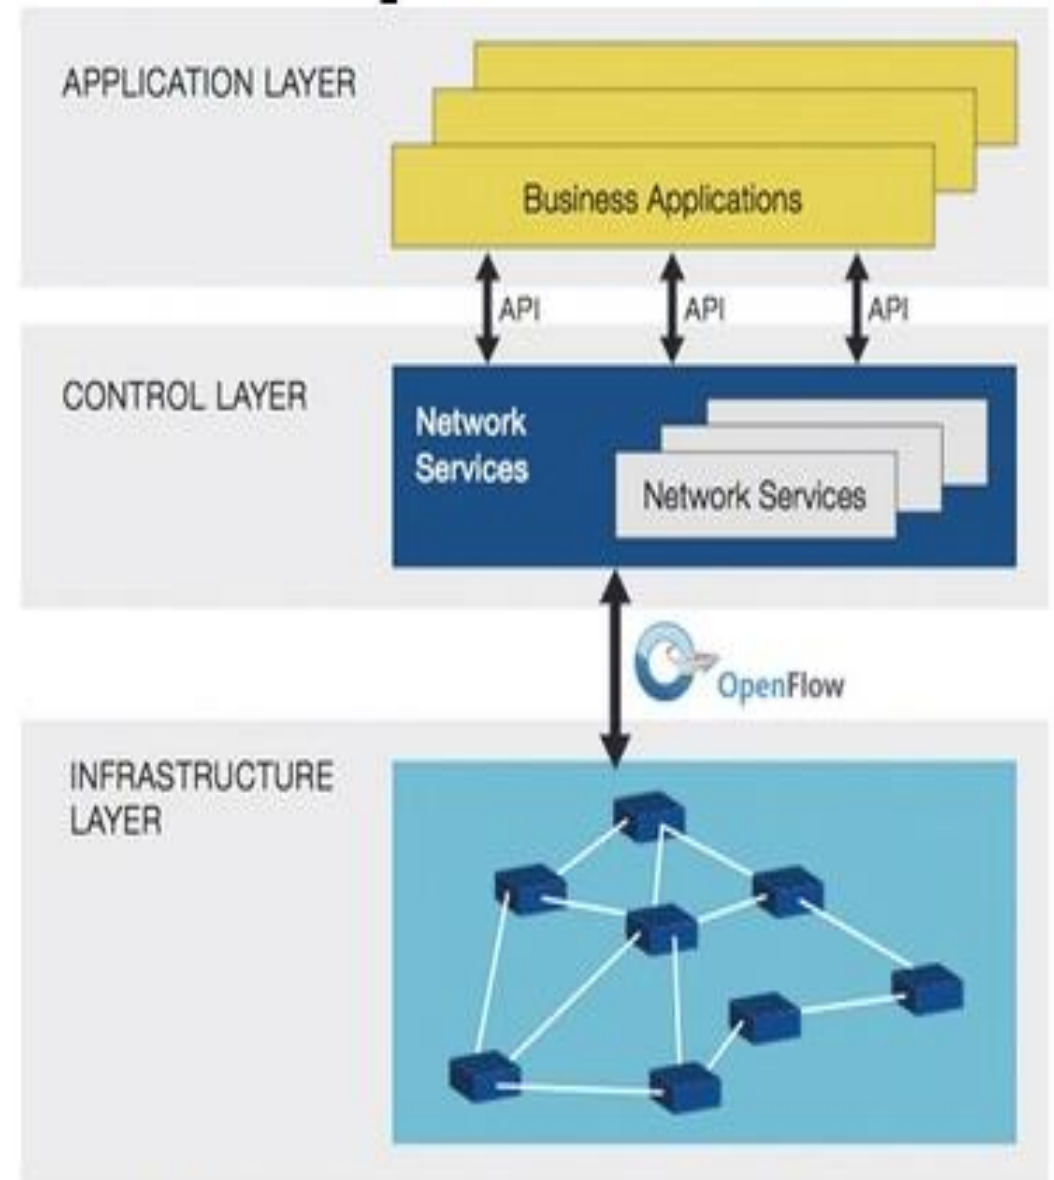 APPLICATION LAYER
Business Applications
API
API
API
CONTROL LAYER
Network
Services
Network Services
OpenFlow
INFRASTRUCTURE
LAYER